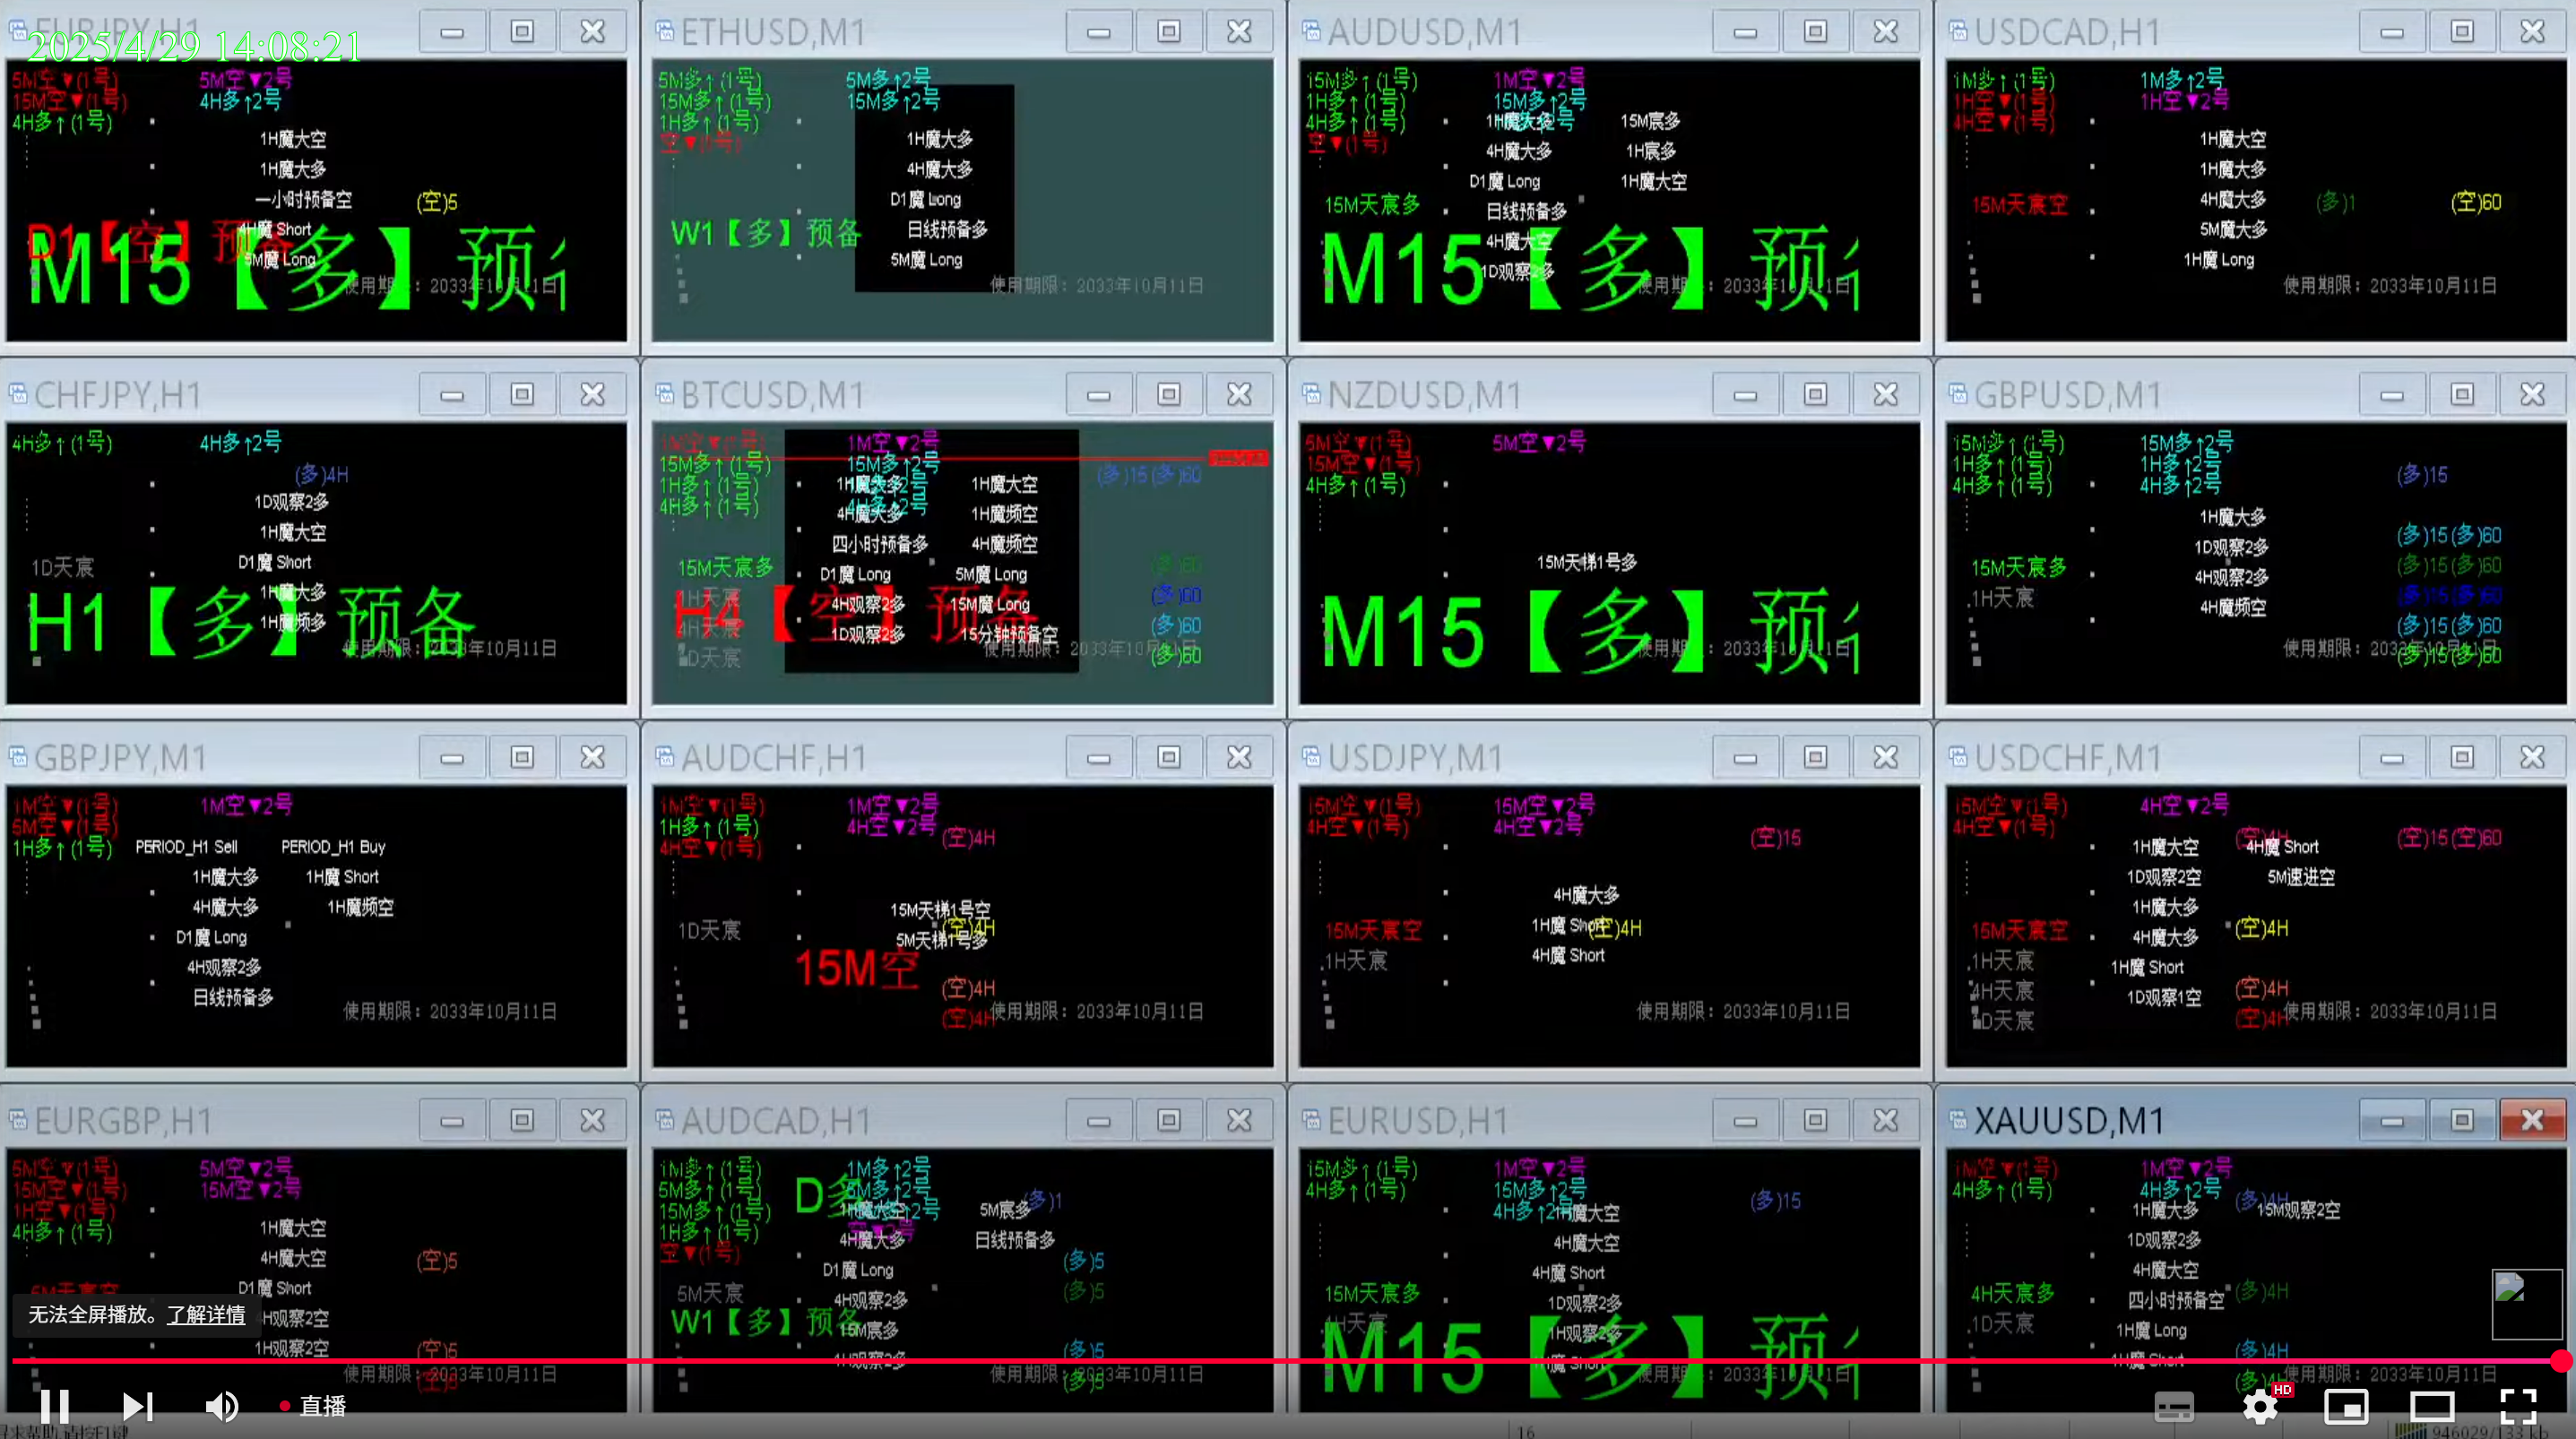 EURJPY,H1
2025/4/29 14:08:21
5M空▼(1号)
5M空▼2号
15M空▼(1号)
4H多↑2号
4H多↑(1号)
1H魔大空
1H魔大多
一小时预备空
(空)5
4H魔 Short
D1【空】预备
5M魔 Long
M15【多】预
使用期限：2033年10月11日
ETHUSD,M1
5M多↑(1号)
5M多↑2号
15M多↑(1号)
15M多↑2号
1H多↑(1号)
空▼(1号)
1H魔大多
4H魔大多
D1魔 Long
日线预备多
W1【多】预备
5M魔 Long
使用期限：2033年10月11日
AUDUSD,M1
15M多↑(1号)
1M空▼2号
1H多↑(1号)
15M多↑2号
4H多↑(1号)
1H魔大多
15M宸多
空▼(1号)
4H魔大多
1H宸多
D1魔 Long
1H魔大空
15M天宸多
日线预备多
4H魔大空
1D观察2多
M15【多】预
2033年10月11日
USDCAD,H1
1M多↑(1号)
1M多↑2号
1H空▼(1号)
1H空▼2号
4H空▼(1号)
1H魔大空
1H魔大多
4H魔大多
15M天宸空
(多)1
(空)60
5M魔大多
1H魔 Long
使用期限：2033年10月11日
CHFJPY,H1
4H多↑(1号)
4H多↑2号
(多)4H
1D观察2多
1H魔大空
1D天宸
D1魔 Short
1H魔大多
H1【多】预备
1H魔频多
使用期限：2033年10月11日
BTCUSD,M1
1M空▼(1号)
1M空▼2号
15M多↑(1号)
15M多↑2号
(多)15(多)60
1H多↑(1号)
1H魔大多
1H魔大空
4H多↑(1号)
4H多↑2号
4H魔大多
1H魔频空
四小时预备多
4H魔频空
15M天宸多
(多)60
D1魔 Long
5M魔 Long
1H天宸
(多)60
4H观察2多
15M魔 Long
H4【空】预备
4H天宸
(多)60
1D观察2多
15分钟预备空
D天宸
(多)60
使用期限：2033年10月11日
NZDUSD,M1
5M空▼(1号)
5M空▼2号
15M空▼(1号)
4H多↑(1号)
15M天梯1号多
M15【多】预
2033年10月11日
GBPUSD,M1
15M多↑(1号)
15M多↑2号
1H多↑(1号)
1H多↑2号
(多)15
4H多↑(1号)
4H多↑2号
1H魔大多
(多)15(多)60
1D观察2多
15M天宸多
(多)15(多)60
4H观察2多
1H天宸
(多)15(多)60
4H魔频空
(多)15(多)60
使用期限：2033年10月11日
(多)15(多)60
GBPJPY,M1
1M空▼(1号)
1M空▼2号
5M空▼(1号)
1H多↑(1号)
PERIOD_H1 Sell
PERIOD_H1 Buy
1H魔大多
1H魔 Short
4H魔大多
1H魔频空
D1魔 Long
4H观察2多
日线预备多
使用期限：2033年10月11日
AUDCHF,H1
1M空▼(1号)
1M空▼2号
1H多↑(1号)
4H空▼2号
(空)4H
4H空▼(1号)
15M天梯1号空
1D天宸
(空)4H
5M天梯1号多
15M空
(空)4H
(空)4H
使用期限：2033年10月11日
USDJPY,M1
15M空▼(1号)
15M空▼2号
4H空▼(1号)
4H空▼2号
(空)15
4H魔大多
15M天宸空
1H魔 Short
(空)4H
4H魔 Short
1H天宸
使用期限：2033年10月11日
USDCHF,M1
15M空▼(1号)
4H空▼2号
4H空▼(1号)
(空)4H
(空)15(空)60
1H魔大空
4H魔 Short
1D观察2空
5M速进空
1H魔大多
15M天宸空
4H魔大多
(空)4H
1H天宸
1H魔 Short
4H天宸
(空)4H
1D观察1空
D天宸
(空)4H
使用期限：2033年10月11日
EURGBP,H1
5M空▼(1号)
5M空▼2号
15M空▼(1号)
15M空▼2号
1H空▼(1号)
4H多↑(1号)
1H魔大空
4H魔大空
(空)5
5M天宸空
D1魔 Short
4H观察2空
1H观察2空
(空)5
使用期限：2033年10月11日
(空)5
AUDCAD,H1
1M多↑(1号)
1M多↑2号
5M多↑(1号)
5M多↑2号
D多
15M多↑(1号)
15M多↑2号
5M宸多
(多)1
1H多↑(1号)
空▼2号
4H魔大多
日线预备多
空▼(1号)
D1魔 Long
(多)5
5M天宸
4H观察2多
(多)5
W1【多】预备
15M宸多
1H观察2多
(多)5
(多)5
使用期限：2033年10月11日
EURUSD,H1
15M多↑(1号)
1M空▼2号
4H多↑(1号)
15M多↑2号
(多)15
4H多↑2号
1H魔大空
4H魔大空
4H魔 Short
15M天宸多
1D观察2多
1H天宸
1H观察2多
M15【多】预
2033年10月11日
XAUUSD,M1
1M空▼(1号)
1M空▼2号
4H多↑(1号)
4H多↑2号
(多)4H
1H魔大多
15M观察2空
1D观察2多
4H魔大空
4H天宸多
四小时预备空
(多)4H
1D天宸
1H魔 Long
(多)4H
使用期限：2033年10月11日
无法全屏播放。了解详情
直播
HD
16
946029/133 kb